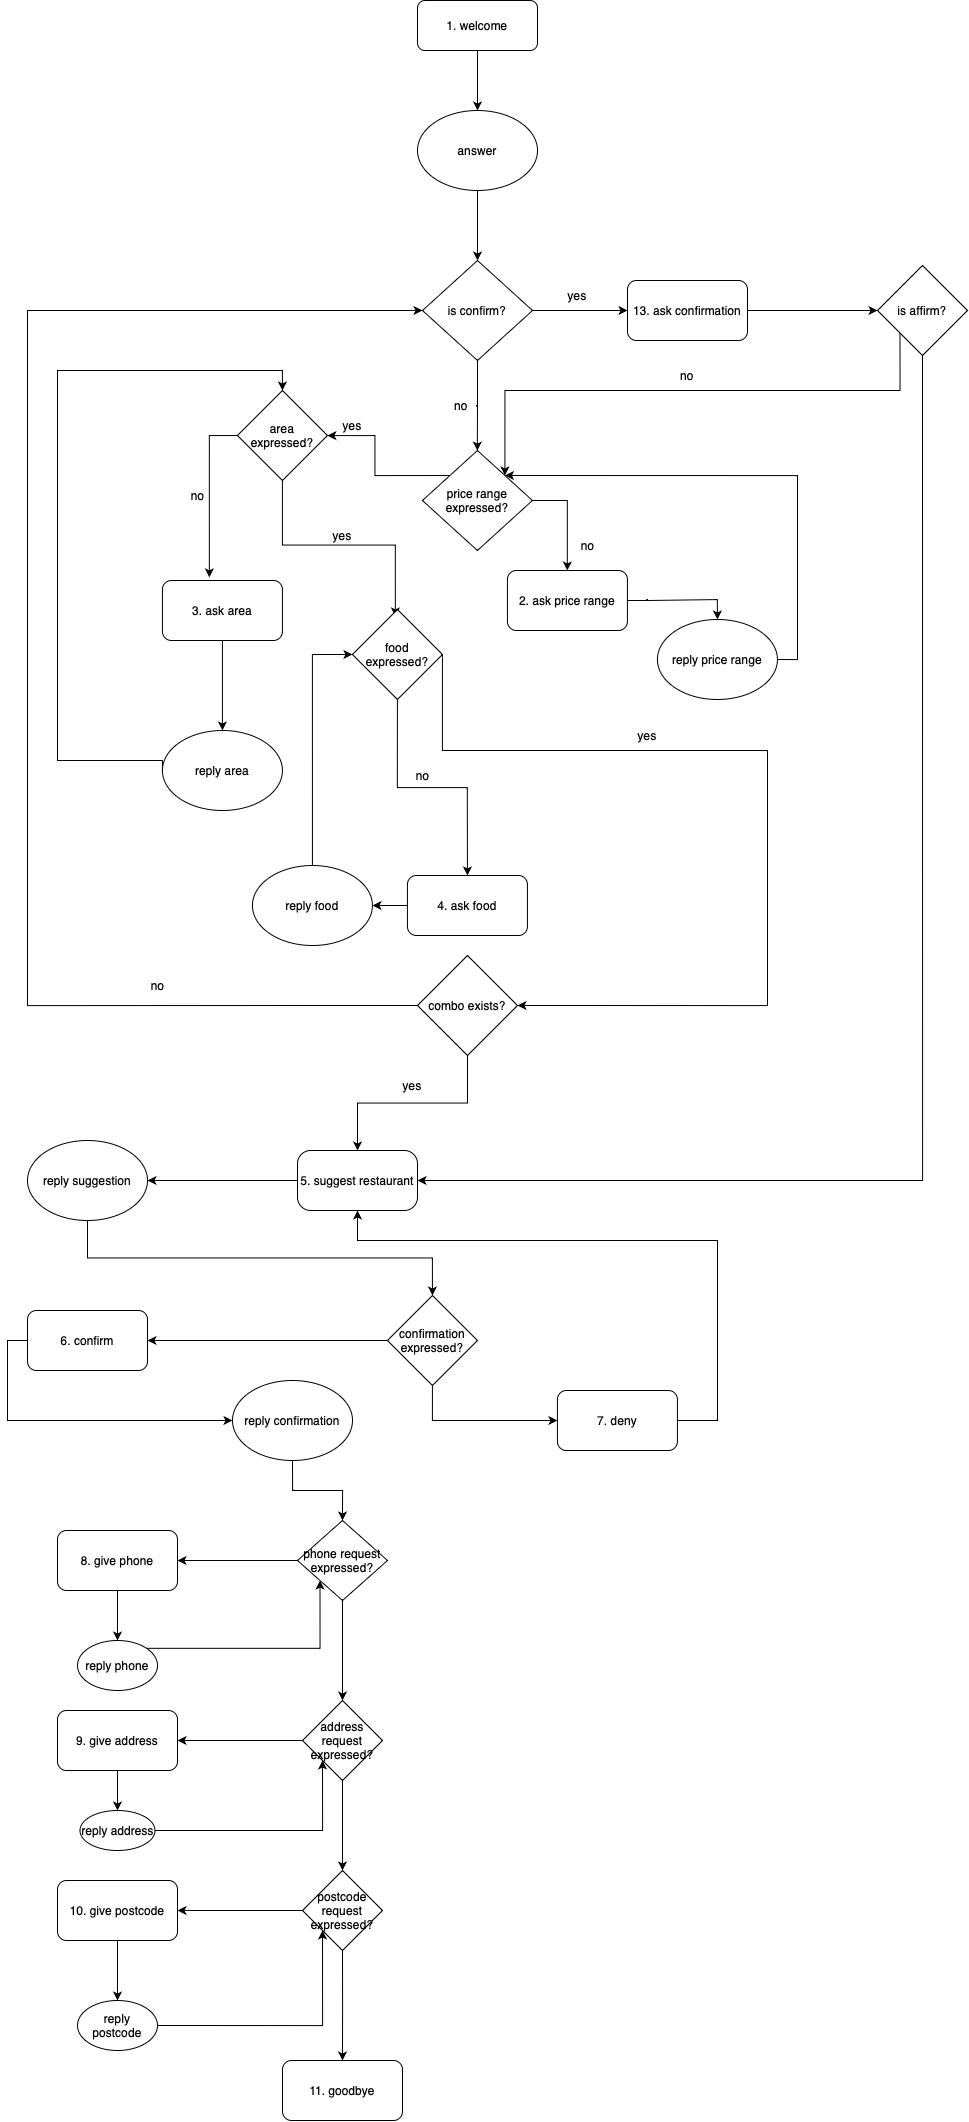 1. welcome
answer
is confirm?
yes
13. ask confirmation
is affirm?
no
no
area
expressed?
yes
price range
expressed?
no
yes
no
3. ask area
2. ask price range
food
expressed?
reply price range
yes
reply area
no
reply food
4. ask food
no
combo exists?
yes
reply suggestion
5. suggest restaurant
6. confirm
confirmation
expressed?
reply confirmation
7. deny
8. give phone
phone request
expressed?
reply phone
9. give address
address
request
expressed?
reply address
10. give postcode
postcode
request
expressed?
reply
postcode
11. goodbye